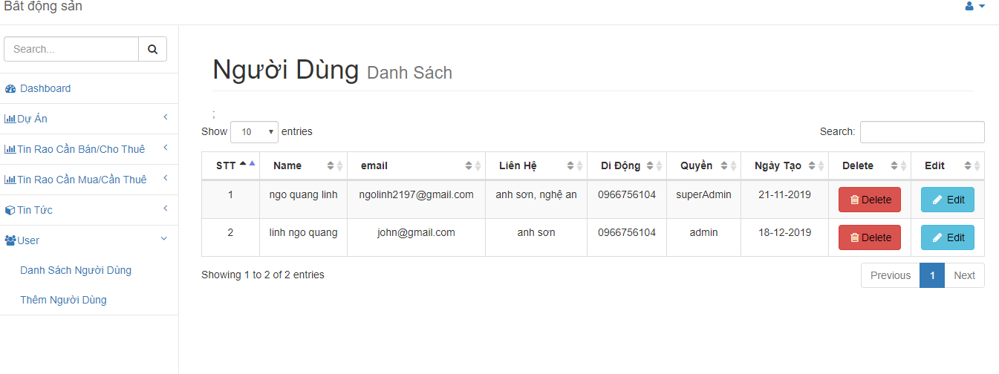 Bất động sản
Search...
Dashboard
Dự Án
Tin Rao Cần Bán/Cho Thuê
Tin Rao Cần Mua/Cần Thuê
Tin Tức
User
Danh Sách Người Dùng
Thêm Người Dùng
Người Dùng Danh Sách
;
Show 10 entries Search:
STT Name email Liên Hệ Di Động Quyền Ngày Tạo Delete Edit
1 ngo quang linh ngolinh2197@gmail.com anh sơn, nghệ an 0966756104 superAdmin 21-11-2019 Delete Edit
2 linh ngo quang john@gmail.com anh sơn 0966756104 admin 18-12-2019 Delete Edit
Showing 1 to 2 of 2 entries Previous 1 Next